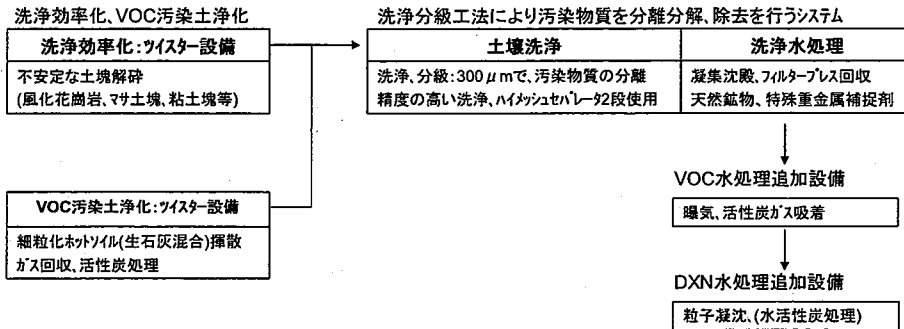 洗浄効率化、VOC汚染土浄化
洗浄効率化:ツイスター設備
不安定な土塊解砕
(風化花崗岩、マサ土塊、粘土塊等)
VOC汚染土浄化:ツイスター設備
細粒化ホットソイル(生石灰混合)揮散
ガス回収、活性炭処理
洗浄分級工法により汚染物質を分離分解、除去を行うシステム
土壌洗浄
洗浄、分級:300μmで、汚染物質の分離
精度の高い洗浄、ハイメッシュセパレータ2段使用
洗浄水処理
凝集沈殿、フィルタープレス回収
天然鉱物、特殊重金属補捉剤
VOC水処理追加設備
曝気、活性炭ガス吸着
DXN水処理追加設備
粒子凝沈、(水活性炭処理)